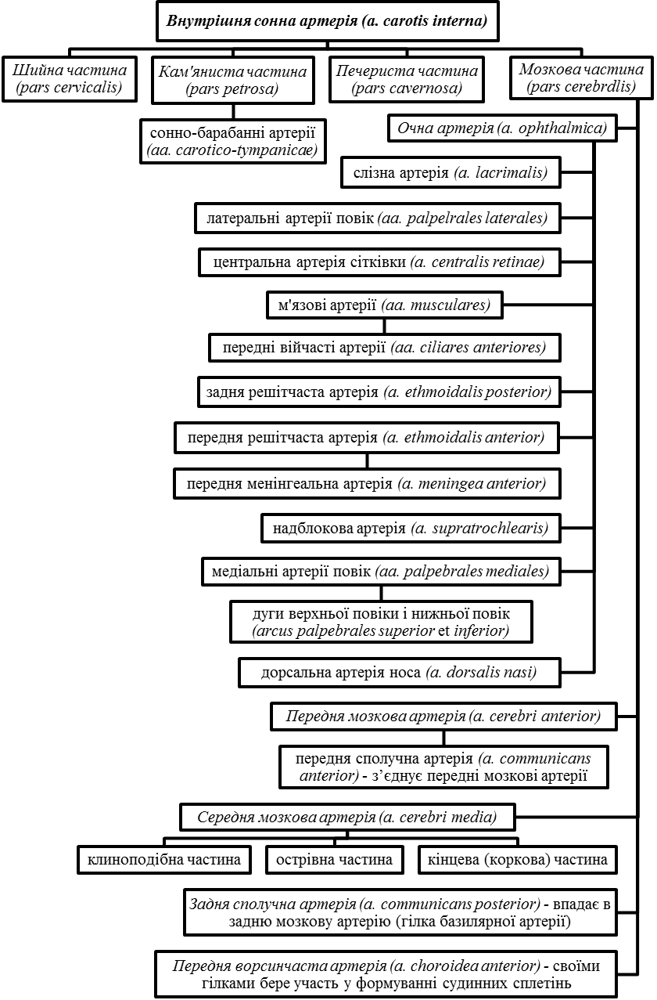 Внутрішня сонна артерія (a. carotis interna)
Шийна частина
(pars cervicalis)
Кам'яниста частина
(pars petrosa)
Печериста частина
(pars cavernosa)
Мозкова частина
(pars cerebrdlis)
сонно-барабанні артерії
(aa. carotico-tympanicae)
Очна артерія (a. ophthalmica)
слізна артерія (a. lacrimalis)
латеральні артерії повік (aa. palpelrales laterales)
центральна артерія сітківки (a. centralis retinae)
м'язові артерії (aa. musculares)
передні війчасті артерії (aa. ciliares anteriores)
задня решітчаста артерія (a. ethmoidalis posterior)
передня решітчаста артерія (a. ethmoidalis anterior)
передня менінгеальна артерія (a. meningea anterior)
надблокова артерія (a. supratrochlearis)
медіальні артерії повік (aa. palpebrales mediales)
дуги верхньої повіки і нижньої повік
(arcus palpebrales superior et inferior)
дорсальна артерія носа (a. dorsalis nasi)
Передня мозкова артерія (a. cerebri anterior)
передня сполучна артерія (a. communicans
anterior) - з’єднує передні мозкові артерії
Середня мозкова артерія (a. cerebri media)
клиноподібна частина
острівна частина
кінцева (коркова) частина
Задня сполучна артерія (a. communicans posterior) - впадає в
задню мозкову артерію (гілка базилярної артерії)
Передня ворсинчаста артерія (a. choroidea anterior) - своїми
гілками бере участь у формуванні судинних сплетінь